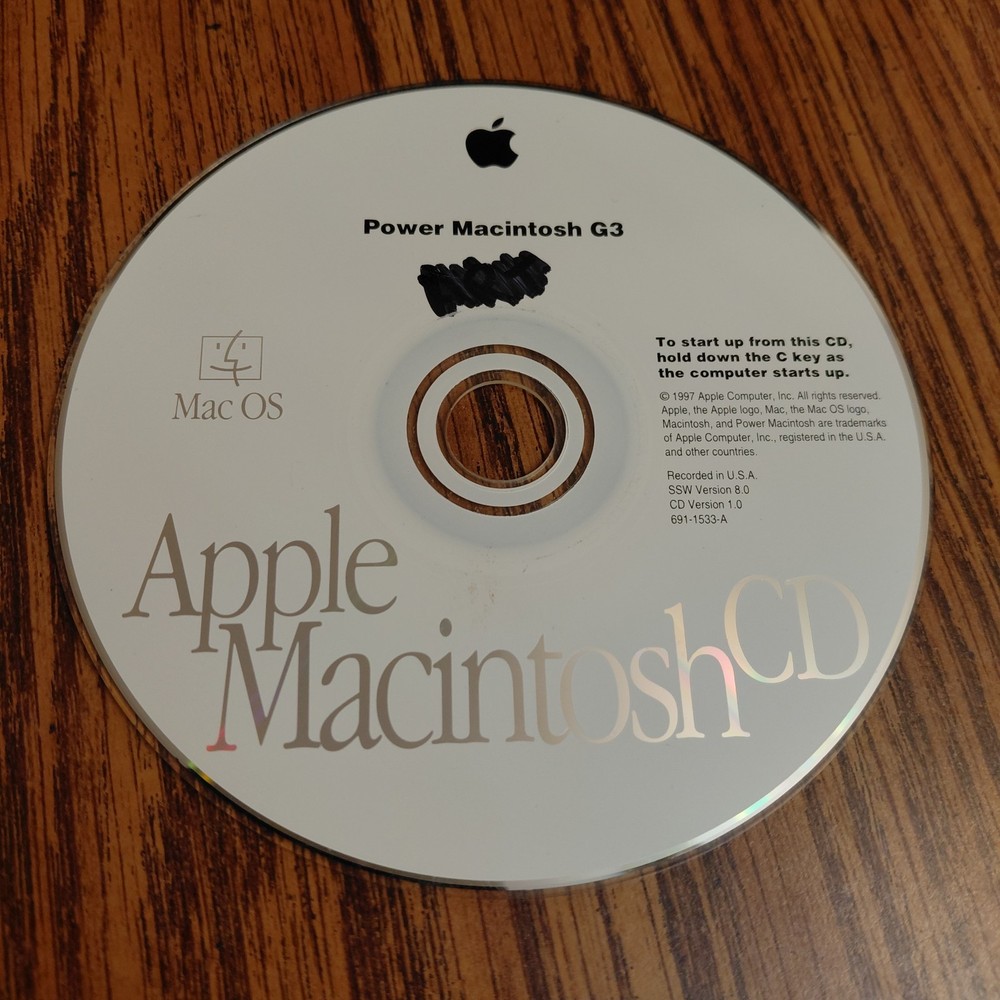 Power Macintosh G3
To start up from this CD,
hold down the C key as
the computer starts up.
© 1997 Apple Computer, Inc. All rights reserved.
Apple, the Apple logo, Mac, the Mac OS logo,
Macintosh, and Power Macintosh are trademarks
of Apple Computer, Inc., registered in the U.S.A.
and other countries.
Recorded in U.S.A.
SSW Version 8.0
CD Version 1.0
691-1533-A
Mac OS
Apple
Macintosh CD